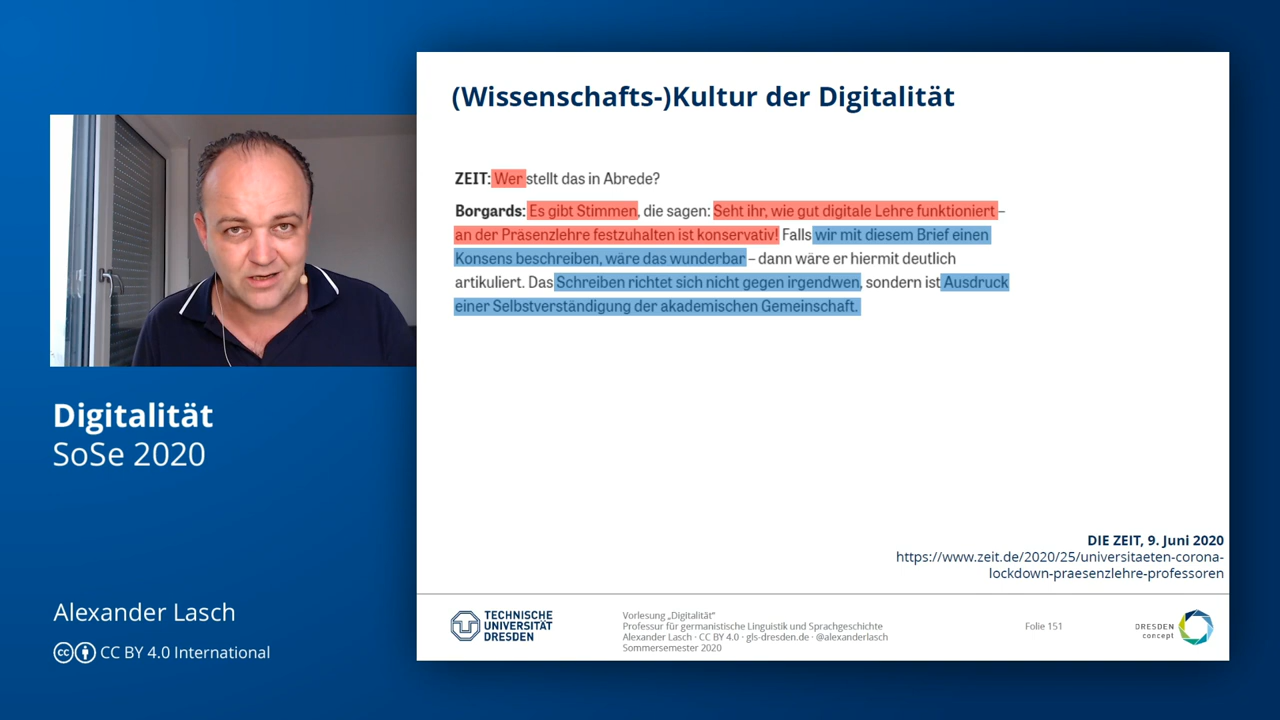 (Wissenschafts-)Kultur der Digitalität
ZEIT: Wer stellt das in Abrede?
Borgards: Es gibt Stimmen, die sagen: Seht ihr, wie gut digitale Lehre funktioniert –
an der Präsenzlehre festzuhalten ist konservativ! Falls wir mit diesem Brief einen
Konsens beschreiben, wäre das wunderbar – dann wäre er hiermit deutlich
artikuliert. Das Schreiben richtet sich nicht gegen irgendwen, sondern ist Ausdruck
einer Selbstverständigung der akademischen Gemeinschaft.
Digitalität
SoSe 2020
DIE ZEIT, 9. Juni 2020
https://www.zeit.de/2020/25/universitaeten-corona-
lockdown-praesenzlehre-professoren
Alexander Lasch
CC BY 4.0 International
TECHNISCHE
UNIVERSITÄT
DRESDEN
Vorlesung „Digitalität“
Professur für germanistische Linguistik und Sprachgeschichte
Alexander Lasch · CC BY 4.0 · gls-dresden.de · @alexanderlasch
Sommersemester 2020
Folie 151
DRESDEN
concept